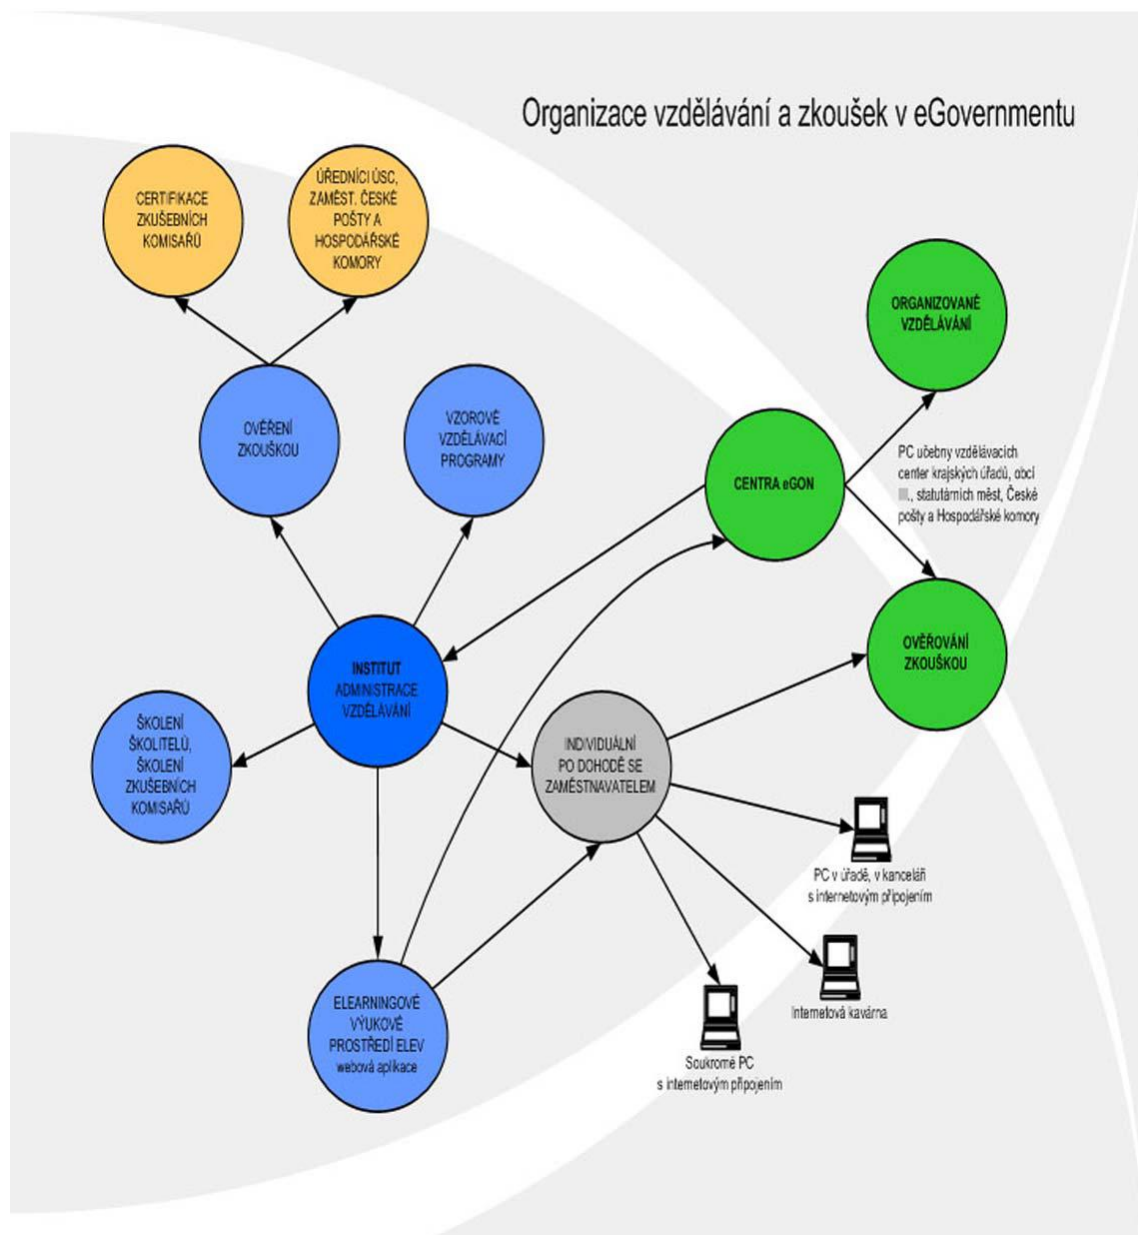 Organizace vzdělávání a zkoušek v eGovernmentu
CERTIFIKACE
ZKUŠEBNÍCH
KOMISAŘŮ
ÚŘEDNÍCI ÚSC,
ZAMĚST. ČESKÉ
POŠTY A
HOSPODÁŘSKÉ
KOMORY
ORGANIZOVANÉ
VZDĚLÁVÁNÍ
OVĚŘENÍ
ZKOUŠKOU
VZOROVÉ
VZDĚLÁVACÍ
PROGRAMY
CENTRA eGON
PC učebny vzdělávacích
center krajských úřadů, obcí
., statutárních měst, České
pošty a Hospodářské komory
OVĚŘOVÁNÍ
ZKOUŠKOU
INSTITUT
ADMINISTRACE
VZDĚLÁVÁNÍ
ŠKOLENÍ
ŠKOLITELŮ,
ŠKOLENÍ
ZKUŠEBNÍCH
KOMISAŘŮ
INDIVIDUÁLNÍ
PO DOHODĚ SE
ZAMĚSTNAVATELEM
PC v úřadě, v kanceláři
s internetovým připojením
Internetová kavárna
Soukromé PC
s internetovým připojením
ELEARNINGOVÉ
VÝUKOVÉ
PROSTŘEDÍ ELEV
webová aplikace